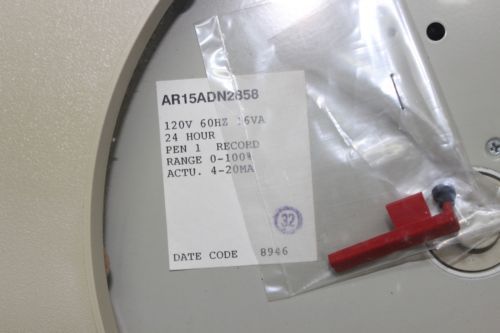 AR15ADN2858
120V 60HZ 16VA
24 HOUR
PEN 1 RECORD
RANGE 0-100%
ACTU. 4-20MA
32
DATE CODE 8946